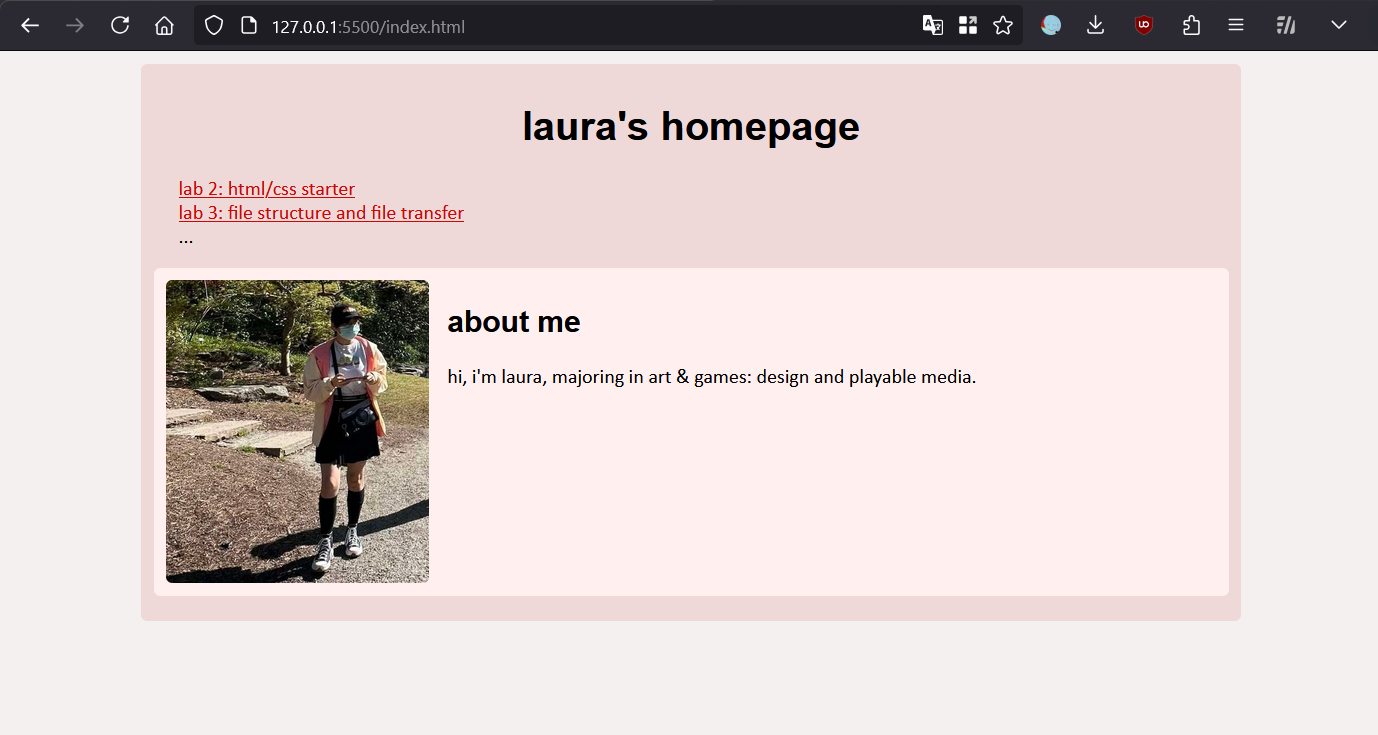 127.0.0.1:5500/index.html
laura's homepage
lab 2: html/css starter
lab 3: file structure and file transfer
...
about me
hi, i'm laura, majoring in art & games: design and playable media.